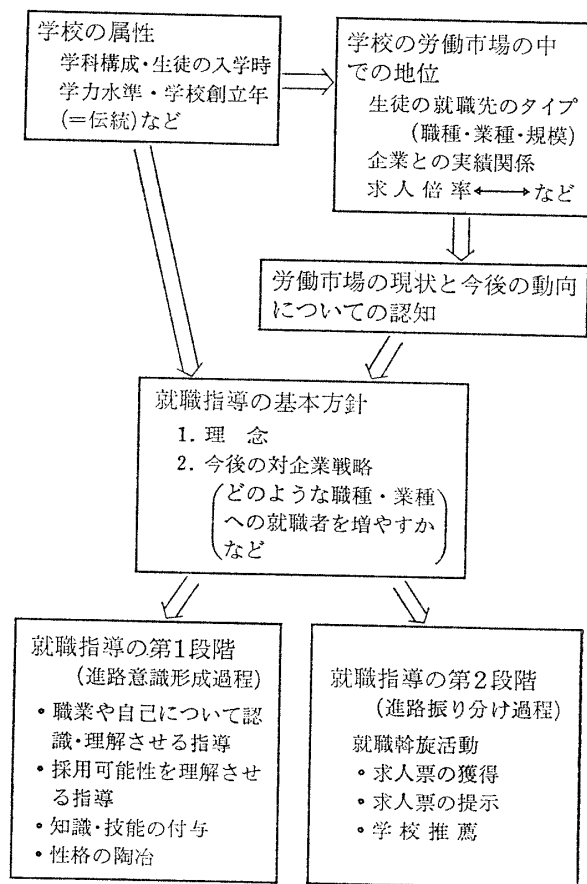 学校の属性
学科構成・生徒の入学時
学力水準・学校創立年
(=伝統)など
学校の労働市場の中
での地位
生徒の就職先のタイプ
(職種・業種・規模)
企業との実績関係
求人倍率⟷など
労働市場の現状と今後の動向
についての認知
就職指導の基本方針
1. 理 念
2. 今後の対企業戦略
(どのような職種・業種
への就職者を増やすか
など)
就職指導の第1段階
(進路意識形成過程)
・職業や自己について認
識・理解させる指導
・採用可能性を理解させ
る指導
・知識・技能の付与
・性格の陶冶
就職指導の第2段階
(進路振り分け過程)
就職斡旋活動
・求人票の獲得
・求人票の提示
・学校推薦